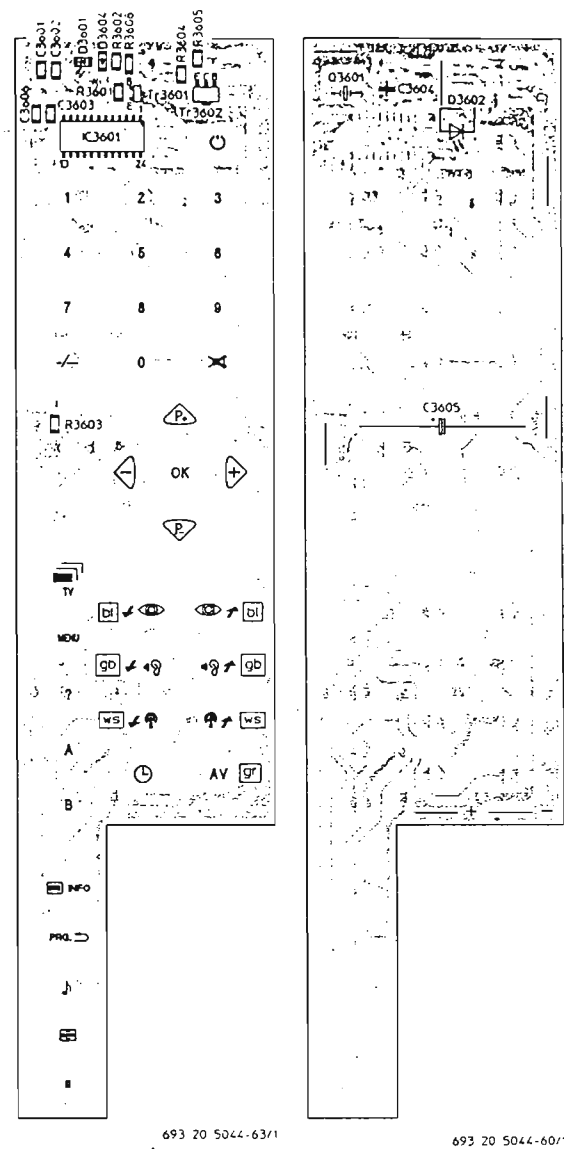 C3601 C3602 D3601 D3604 R3602 R3606 R3604 R3605
R3601 Tr3601 Tr3602
C3606 C3603
IC3601
24
1 2 3
4 5 6
7 8 9
-/-- 0
R3603
P+
- OK +
P-
TV
bl bl
MENU
gb gb
?
ws ws
A
AV gr
B
INFO
PRG.
693 20 5044-63/1
Q3601 C3604
D3602
C3605
+ -
693 20 5044-60/1